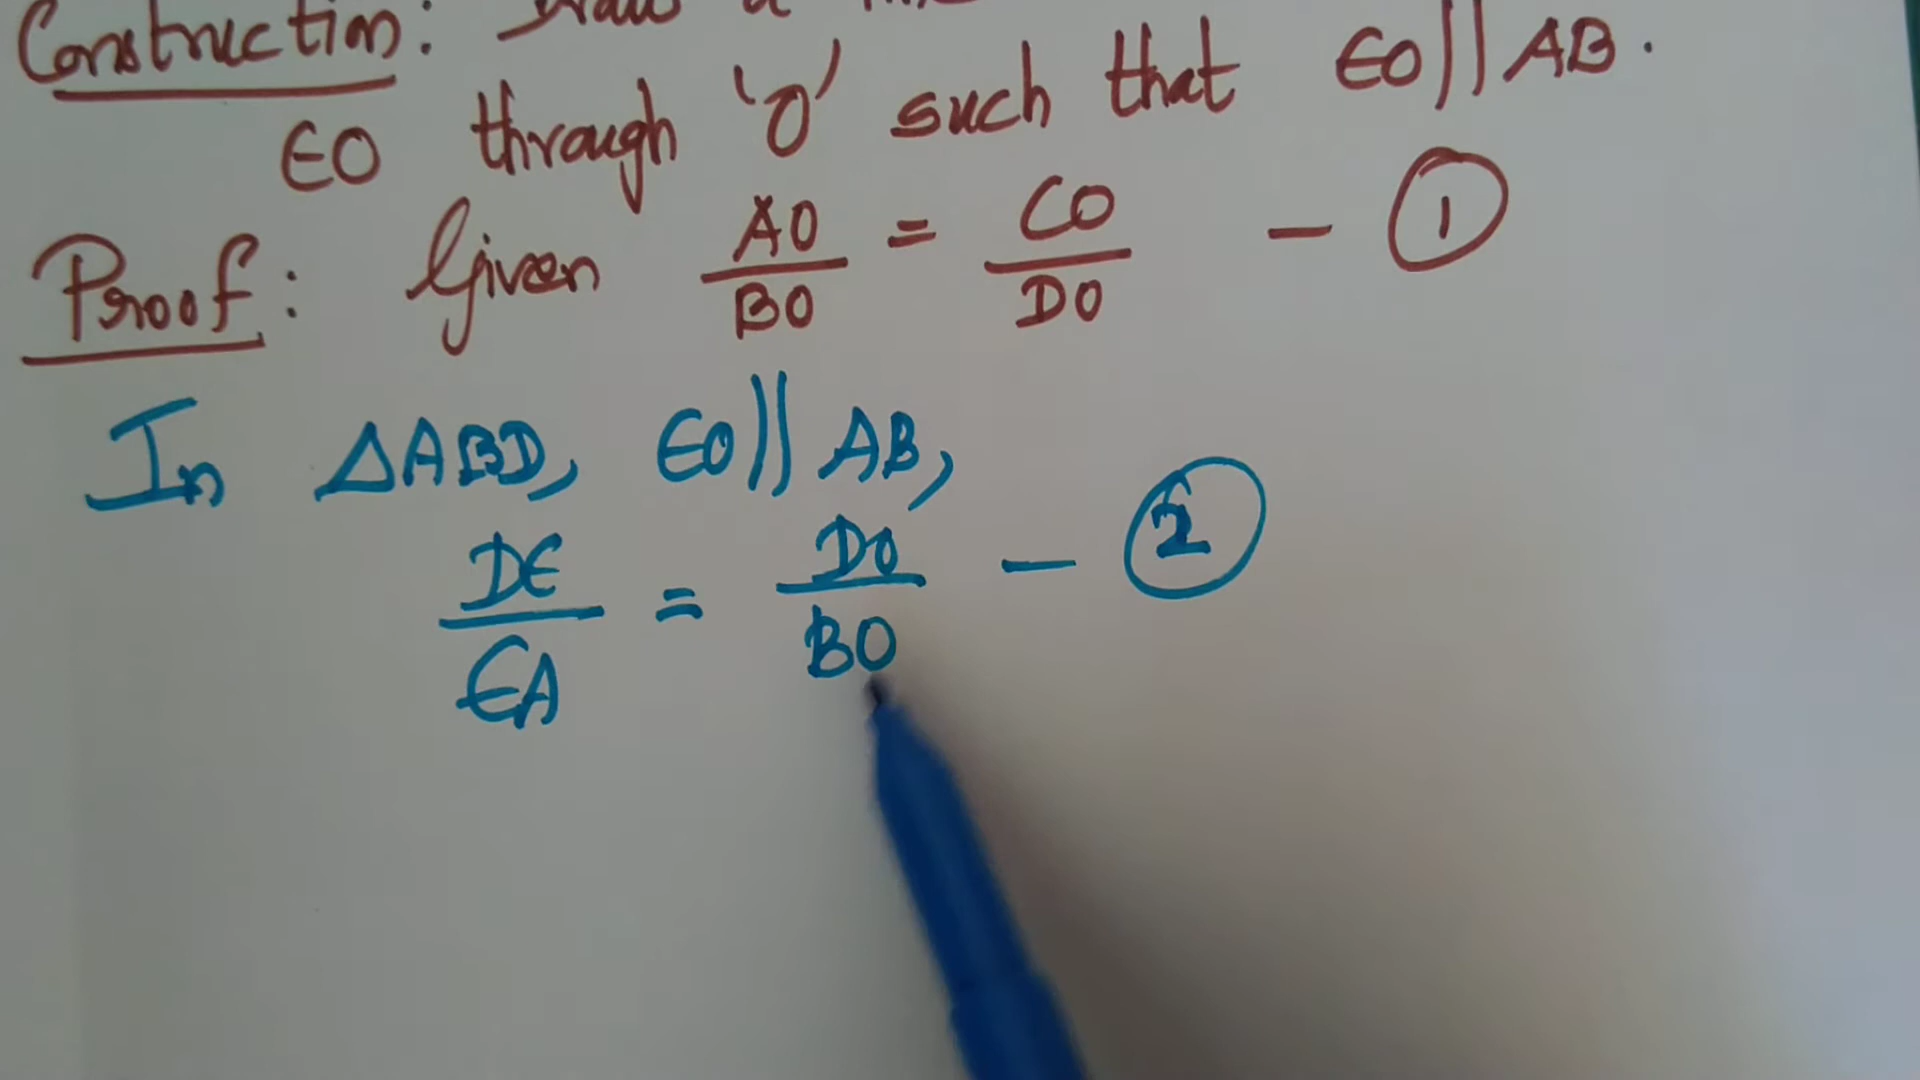 Construction: Draw a
EO through 'O' such that EO || AB.
Proof: Given AO/BO = CO/DO — ①
In ΔABD, EO || AB,
DE/EA = DO/BO — ②